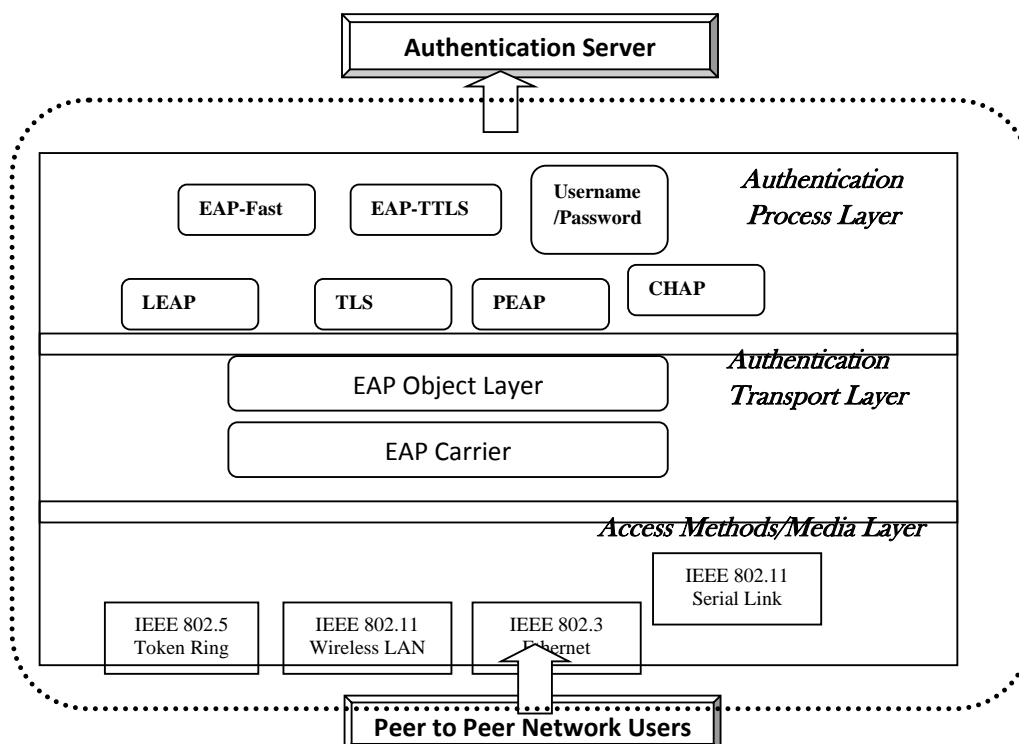 Authentication Server
Authentication
Process Layer
EAP-Fast
EAP-TTLS
Username
/Password
LEAP
TLS
PEAP
CHAP
Authentication
Transport Layer
EAP Object Layer
EAP Carrier
Access Methods/Media Layer
IEEE 802.11
Serial Link
IEEE 802.5
Token Ring
IEEE 802.11
Wireless LAN
IEEE 802.3
Ethernet
Peer to Peer Network Users